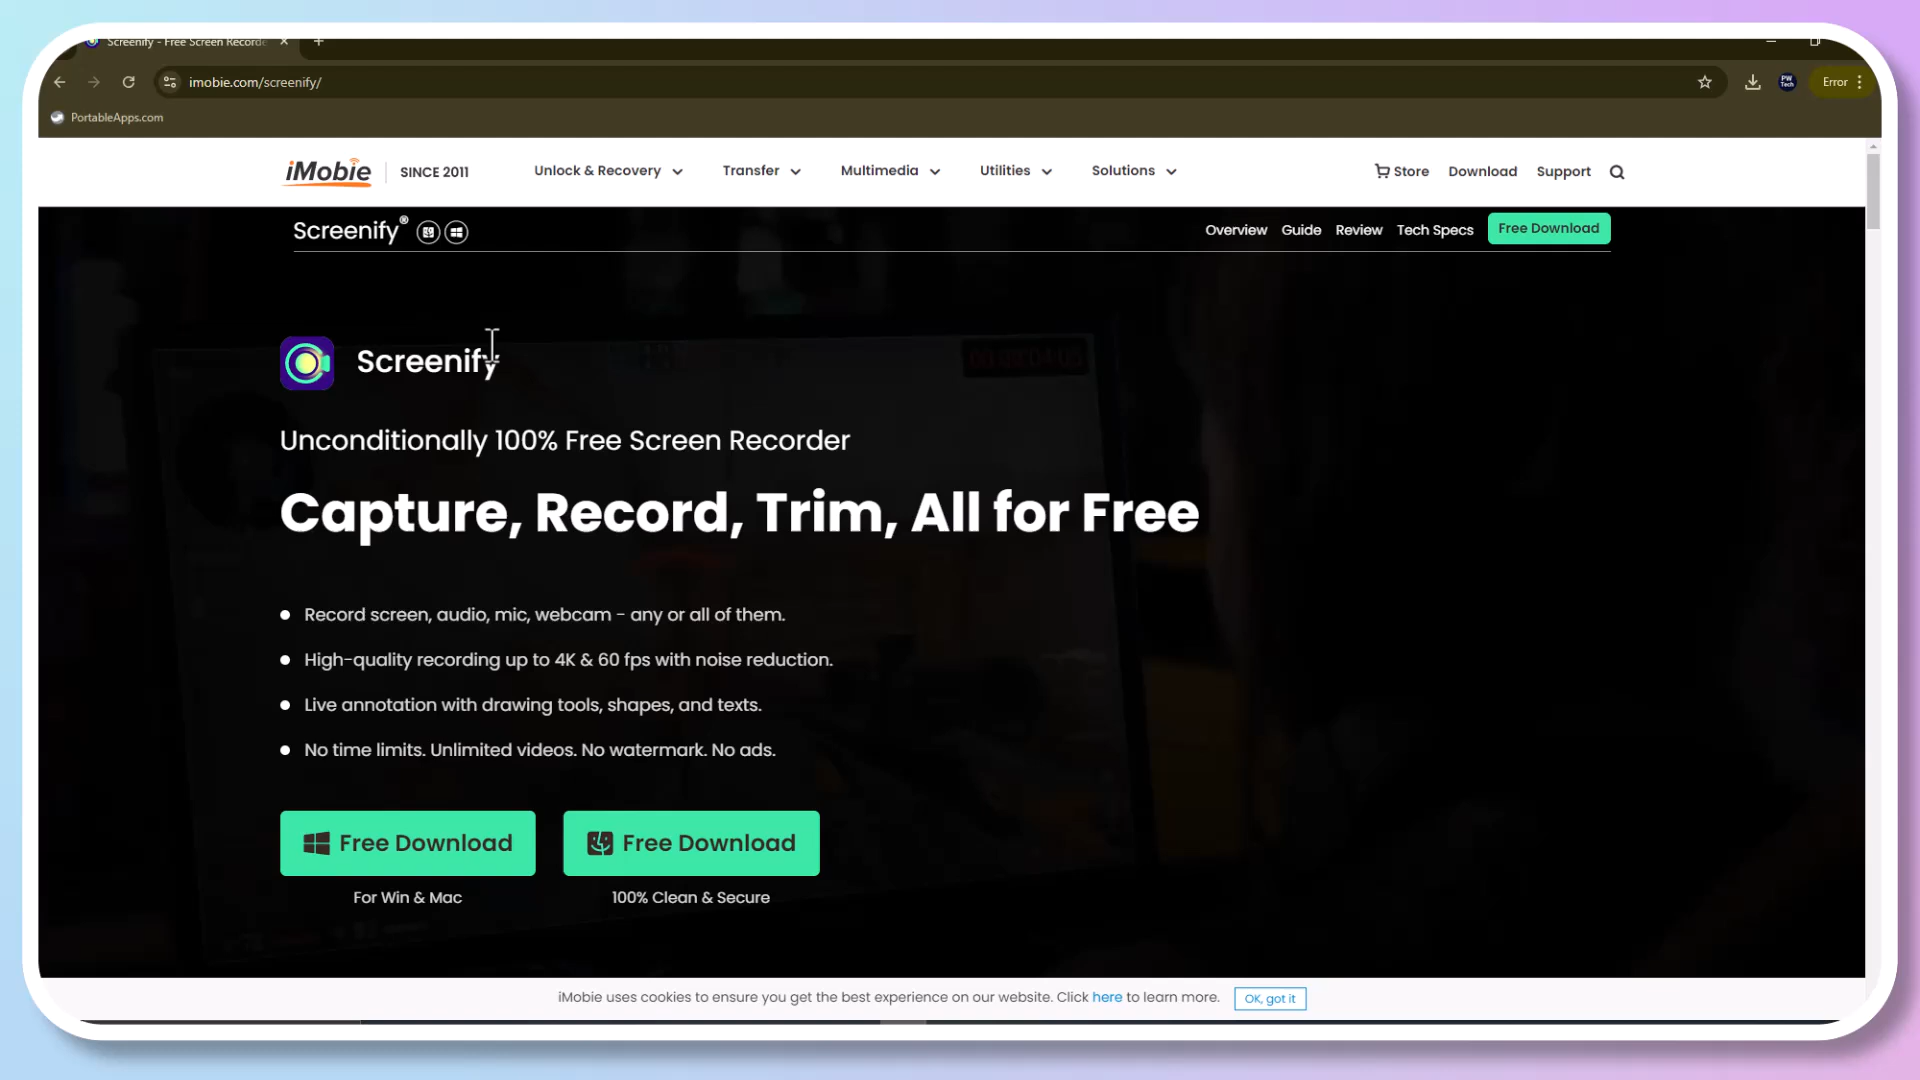 Screenify - Free Screen Recorde
imobie.com/screenify/
PW Tech
Error
PortableApps.com
iMobie
SINCE 2011
Unlock & Recovery
Transfer
Multimedia
Utilities
Solutions
Store
Download
Support
Screenify®
Overview
Guide
Review
Tech Specs
Free Download
Screenify
Unconditionally 100% Free Screen Recorder
Capture, Record, Trim, All for Free
Record screen, audio, mic, webcam - any or all of them.
High-quality recording up to 4K & 60 fps with noise reduction.
Live annotation with drawing tools, shapes, and texts.
No time limits. Unlimited videos. No watermark. No ads.
Free Download
Free Download
For Win & Mac
100% Clean & Secure
iMobie uses cookies to ensure you get the best experience on our website. Click here to learn more.
OK, got it